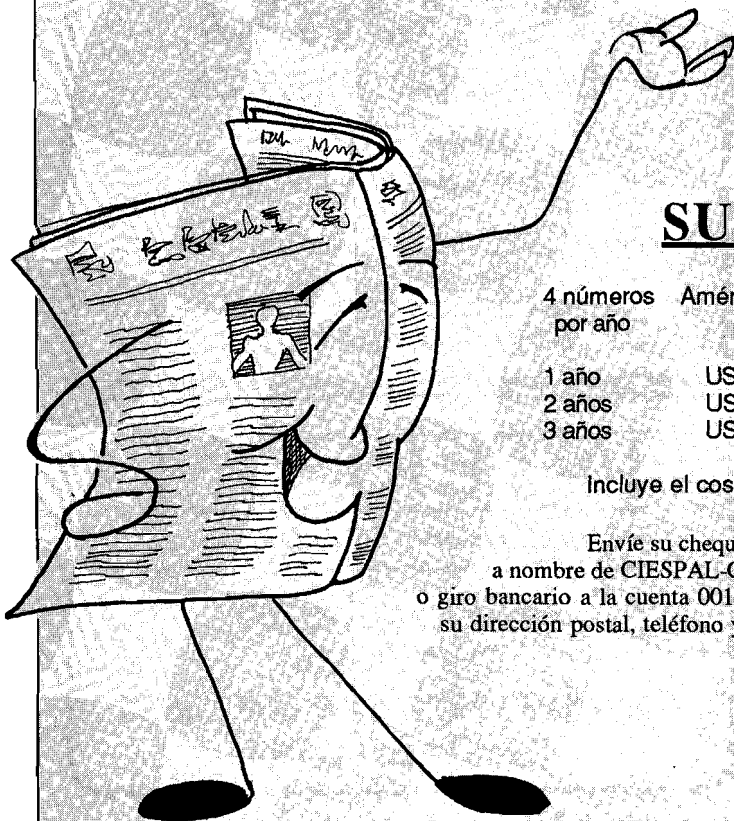 SU
4 números Amér
por año
1 año US
2 años US
3 años US
Incluye el cos
Envíe su chequ
a nombre de CIESPAL-C
o giro bancario a la cuenta 001
su dirección postal, teléfono y